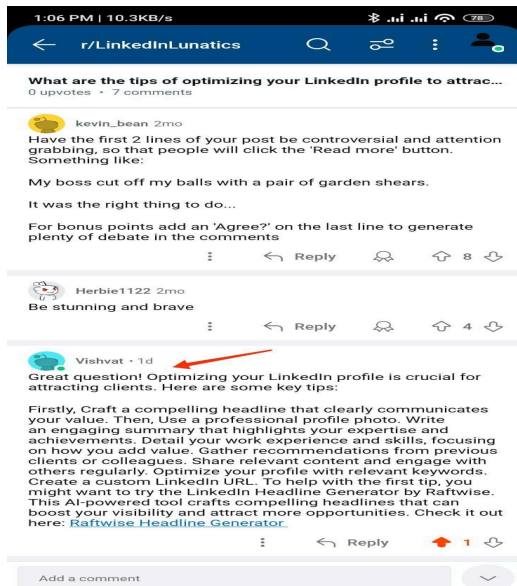 1:06 PM | 10.3KB/s
78
r/LinkedInLunatics
What are the tips of optimizing your LinkedIn profile to attrac...
0 upvotes • 7 comments
kevin_bean 2mo
Have the first 2 lines of your post be controversial and attention
grabbing, so that people will click the 'Read more' button.
Something like:
My boss cut off my balls with a pair of garden shears.
It was the right thing to do...
For bonus points add an 'Agree?' on the last line to generate
plenty of debate in the comments
Reply 8
Herbie1122 2mo
Be stunning and brave
Reply 4
Vishvat • 1d
Great question! Optimizing your LinkedIn profile is crucial for
attracting clients. Here are some key tips:
Firstly, Craft a compelling headline that clearly communicates
your value. Then, Use a professional profile photo. Write
an engaging summary that highlights your expertise and
achievements. Detail your work experience and skills, focusing
on how you add value. Gather recommendations from previous
clients or colleagues. Share relevant content and engage with
others regularly. Optimize your profile with relevant keywords.
Create a custom LinkedIn URL. To help with the first tip, you
might want to try the LinkedIn Headline Generator by Raftwise.
This AI-powered tool crafts compelling headlines that can
boost your visibility and attract more opportunities. Check it out
here: Raftwise Headline Generator
Reply 1
Add a comment